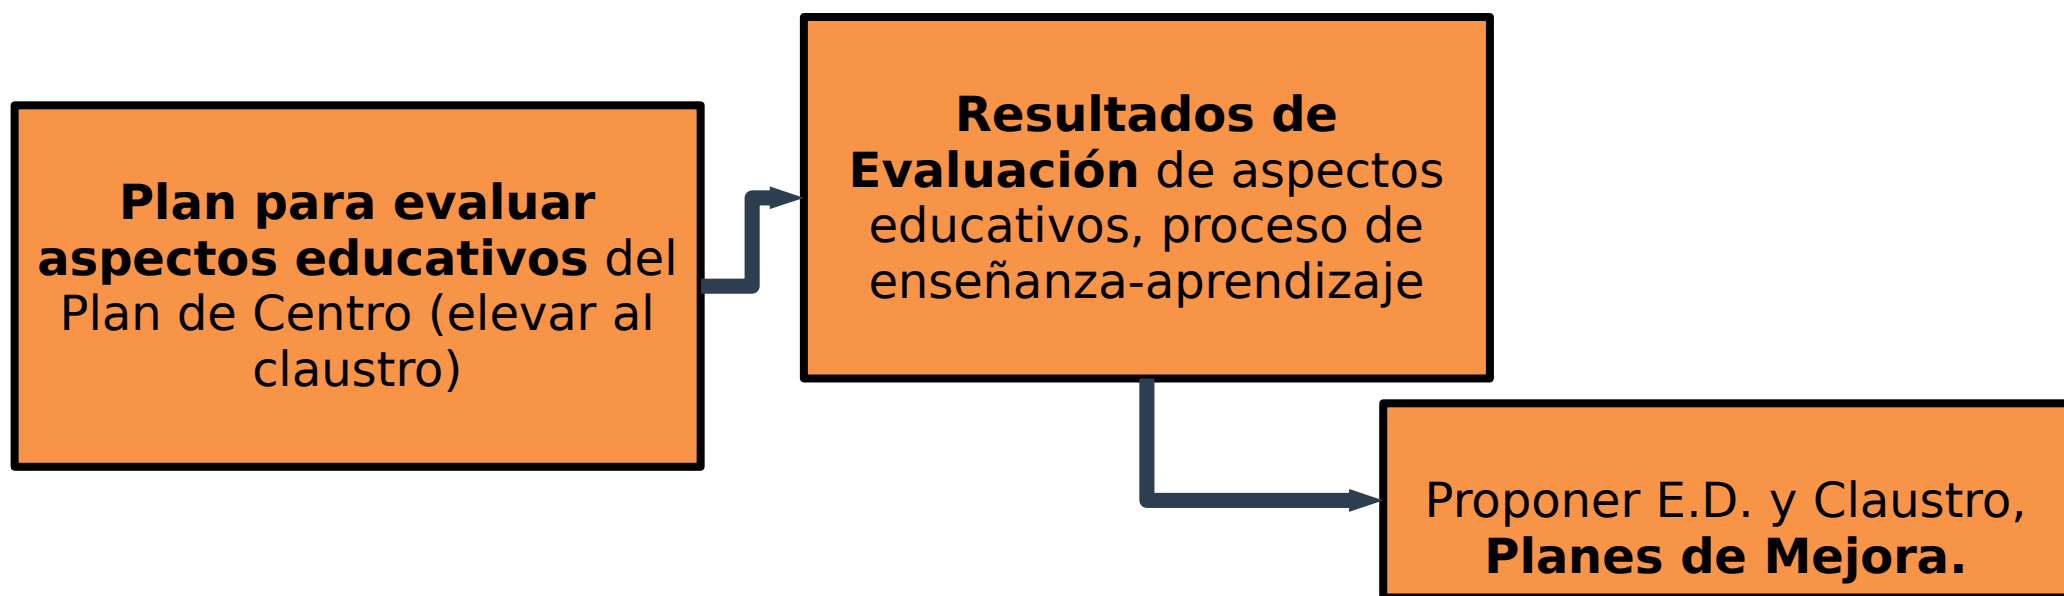 Plan para evaluar
aspectos educativos del
Plan de Centro (elevar al
claustro)
Resultados de
Evaluación de aspectos
educativos, proceso de
enseñanza-aprendizaje
Proponer E.D. y Claustro,
Planes de Mejora.